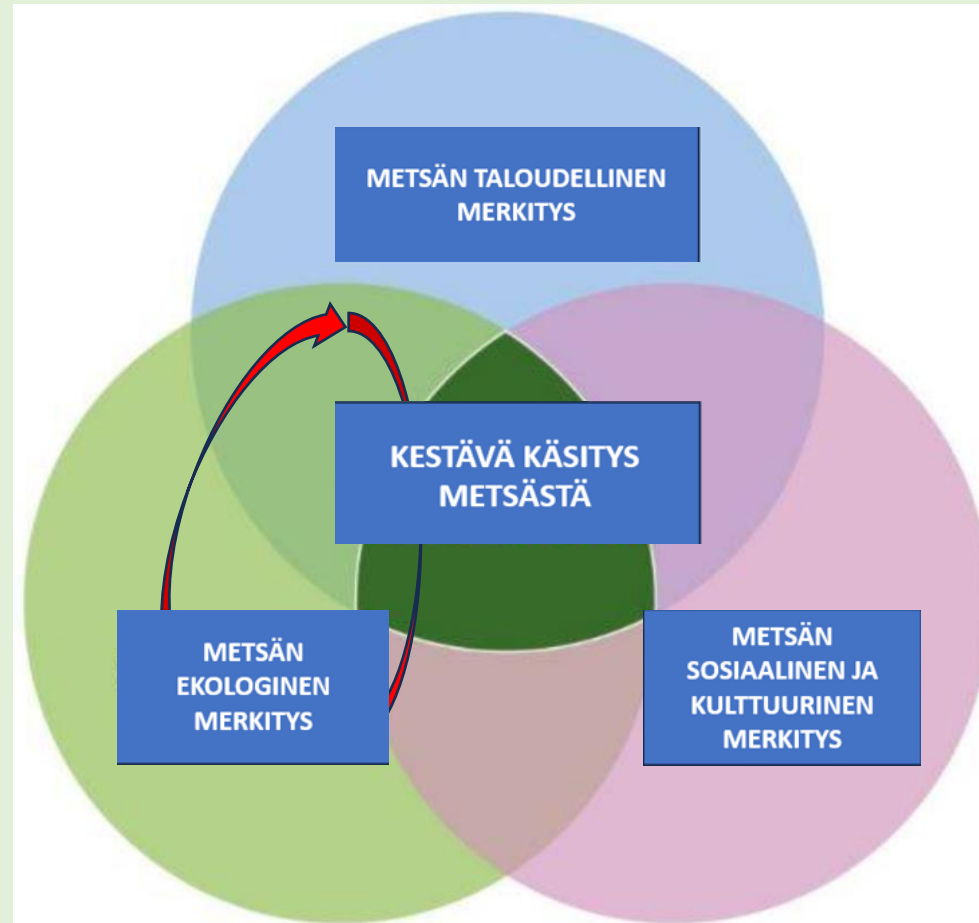 METSÄN TALOUDELLINEN
MERKITYS
KESTÄVÄ KÄSITYS
METSÄSTÄ
METSÄN
EKOLOGINEN
MERKITYS
METSÄN
SOSIAALINEN JA
KULTTUURINEN
MERKITYS